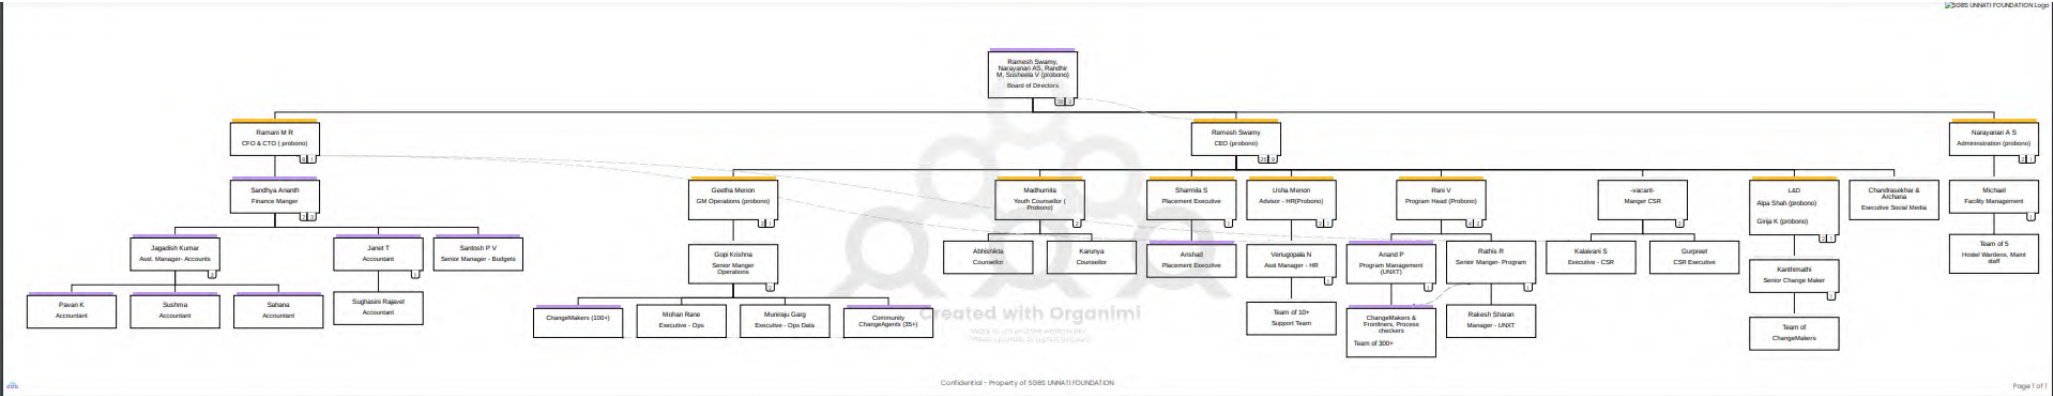 SGBS UNNATI FOUNDATION Logo
Ramesh Swamy,
Narayanan AS, Randhir
M, Susheela V (probono)
Board of Directors
Ramani M R
CFO & CTO ( probono)
Ramesh Swamy
CEO (probono)
Narayanan A S
Administration (probono)
Sandhya Ananth
Finance Manger
Geetha Menon
GM Operations (probono)
Madhumita
Youth Counsellor (
Probono)
Sharmila S
Placement Executive
Usha Menon
Advisor - HR(Probono)
Rani V
Program Head (Probono)
-vacant-
Manger CSR
L&D
Alpa Shah (probono)
Girija K (probono)
Chandrasekhar &
Archana
Executive Social Media
Michael
Facility Management
Jagadish Kumar
Asst. Manager- Accounts
Janet T
Accountant
Santosh P V
Senior Manager - Budgets
Gopi Krishna
Senior Manger
Operations
Abhishikta
Counsellor
Karunya
Counsellor
Arishad
Placement Executive
Venugopala N
Asst Manager - HR
Anand P
Program Management
(UNXT)
Rathis R
Senior Manger- Program
Kalaivani S
Executive - CSR
Gurpreet
CSR Executive
Kanthimathi
Senior Change Maker
Team of 5
Hostel Wardens, Maint
staff
Pavan K
Accountant
Sushma
Accountant
Sahana
Accountant
Sughasini Rajavel
Accountant
ChangeMakers (100+)
Mohan Rane
Executive - Ops
Muniraju Garg
Executive - Ops Data
Community
ChangeAgents (35+)
Team of 10+
Support Team
ChangeMakers &
Frontiners, Process
checkers
Team of 300+
Rakesh Sharan
Manager - UNXT
Team of
ChangeMakers
Created with Organimi
Confidential - Property of SGBS UNNATI FOUNDATION
Page 1 of 1